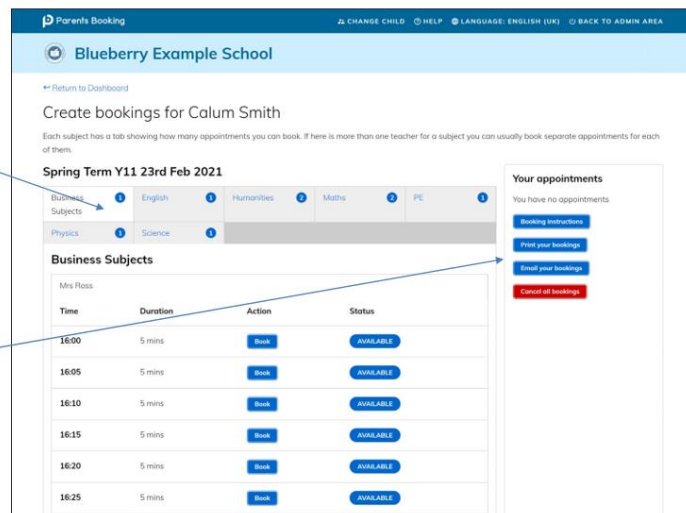 Parents Booking
CHANGE CHILD HELP LANGUAGE: ENGLISH (UK) BACK TO ADMIN AREA
Blueberry Example School
Return to Dashboard
Create bookings for Calum Smith
Each subject has a tab showing how many appointments you can book. If here is more than one teacher for a subject you can usually book separate appointments for each
of them.
Spring Term Y11 23rd Feb 2021
Business Subjects 1 English 1 Humanities 2 Maths 2 PE 1
Physics 1 Science 1
Business Subjects
Mrs Ross
Time Duration Action Status
16:00 5 mins Book AVAILABLE
16:05 5 mins Book AVAILABLE
16:10 5 mins Book AVAILABLE
16:15 5 mins Book AVAILABLE
16:20 5 mins Book AVAILABLE
16:25 5 mins Book AVAILABLE
Your appointments
You have no appointments
Booking instructions
Print your bookings
Email your bookings
Cancel all bookings